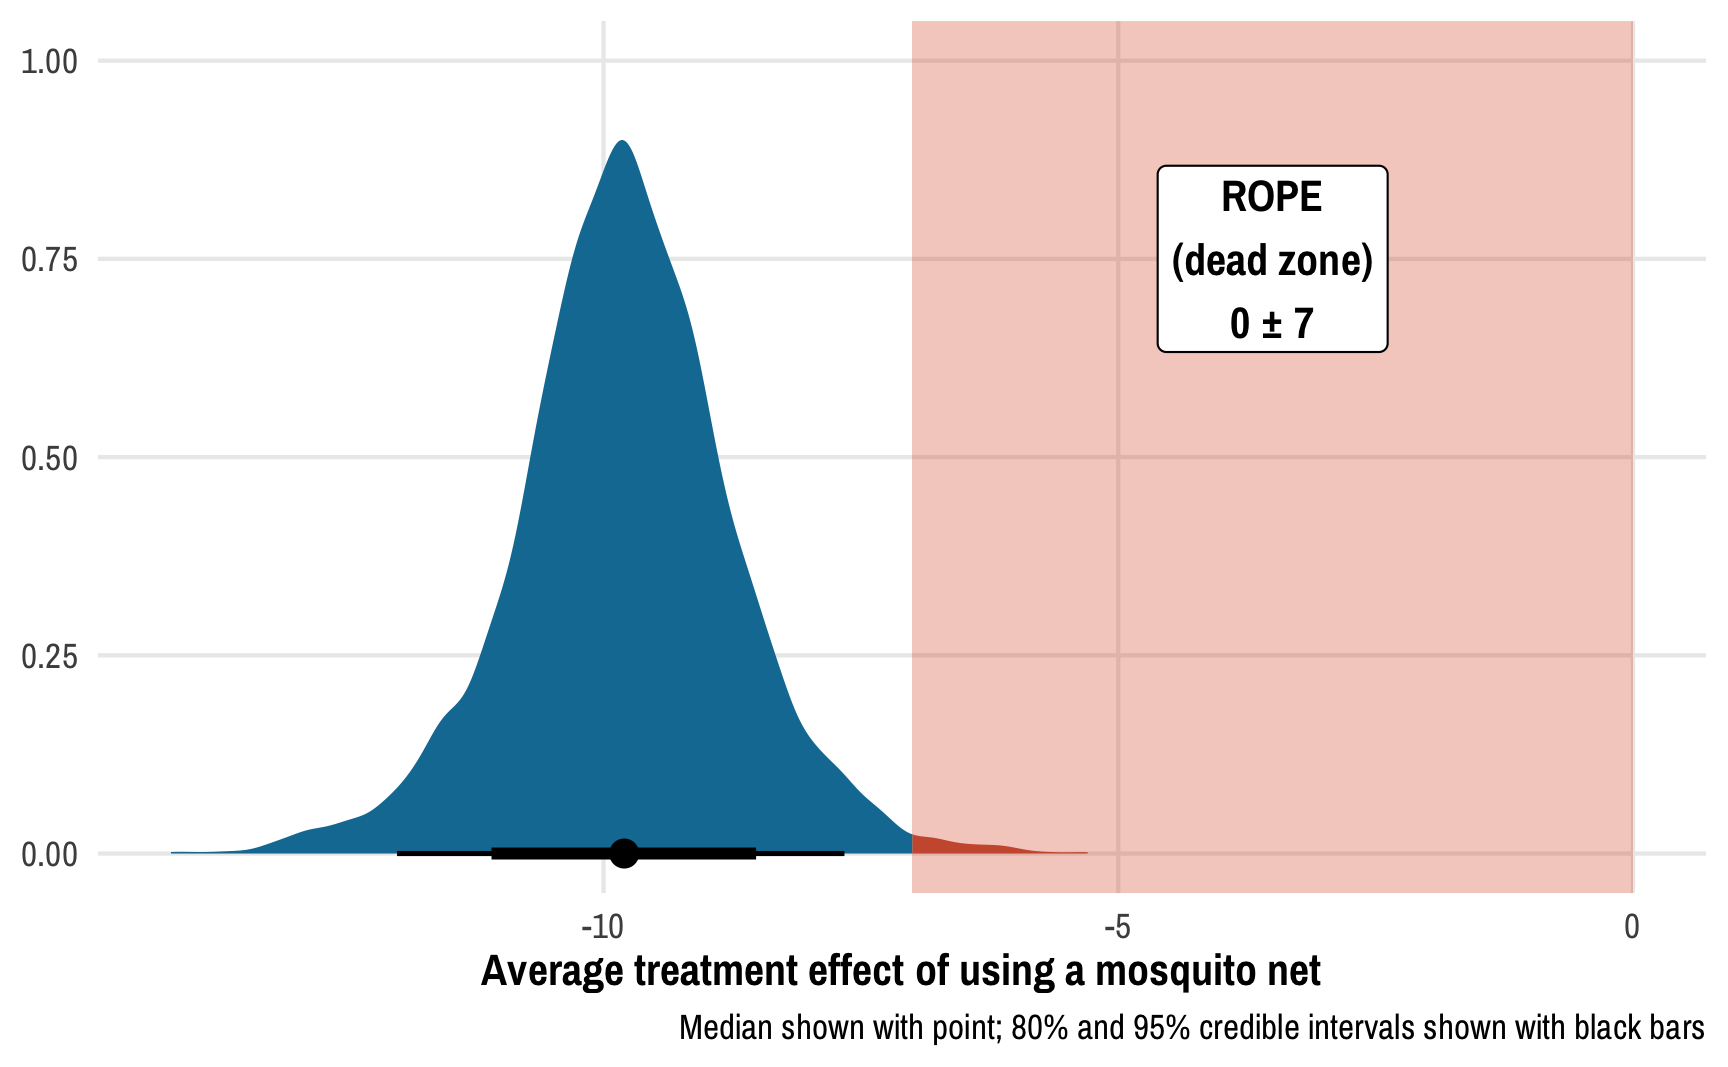 1.00
0.75
0.50
0.25
0.00
ROPE
(dead zone)
0 ± 7
-10
-5
0
Average treatment effect of using a mosquito net
Median shown with point; 80% and 95% credible intervals shown with black bars